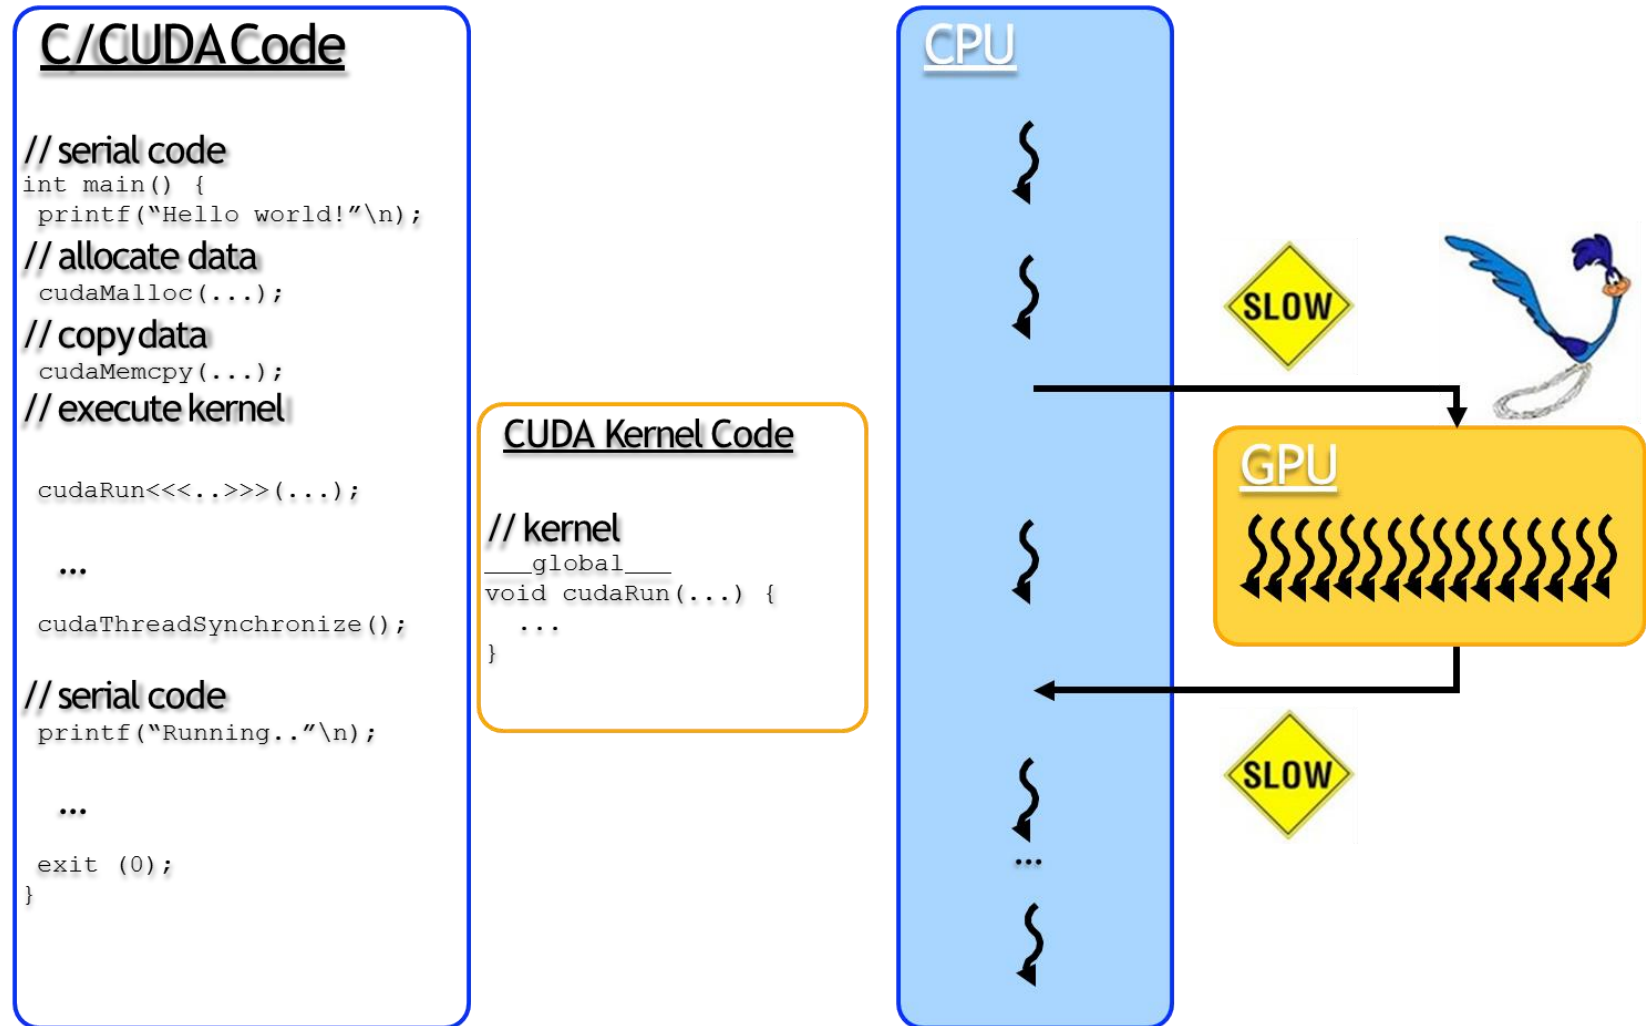 C/CUDA Code
// serial code
int main() {
printf(“Hello world!”\n);
// allocate data
cudaMalloc(...);
// copy data
cudaMemcpy(...);
// execute kernel
cudaRun<<<..>>>(...);
...
cudaThreadSynchronize();
// serial code
printf(“Running..”\n);
...
exit (0);
}
CUDA Kernel Code
// kernel
___global___
void cudaRun(...) {
...
}
CPU
...
SLOW
GPU
SLOW